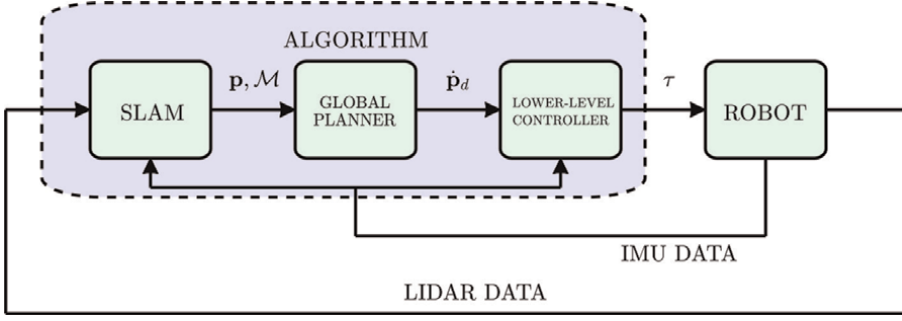 ALGORITHM
SLAM
p, ℳ
GLOBAL
PLANNER
ṗ_d
LOWER-LEVEL
CONTROLLER
τ
ROBOT
IMU DATA
LIDAR DATA